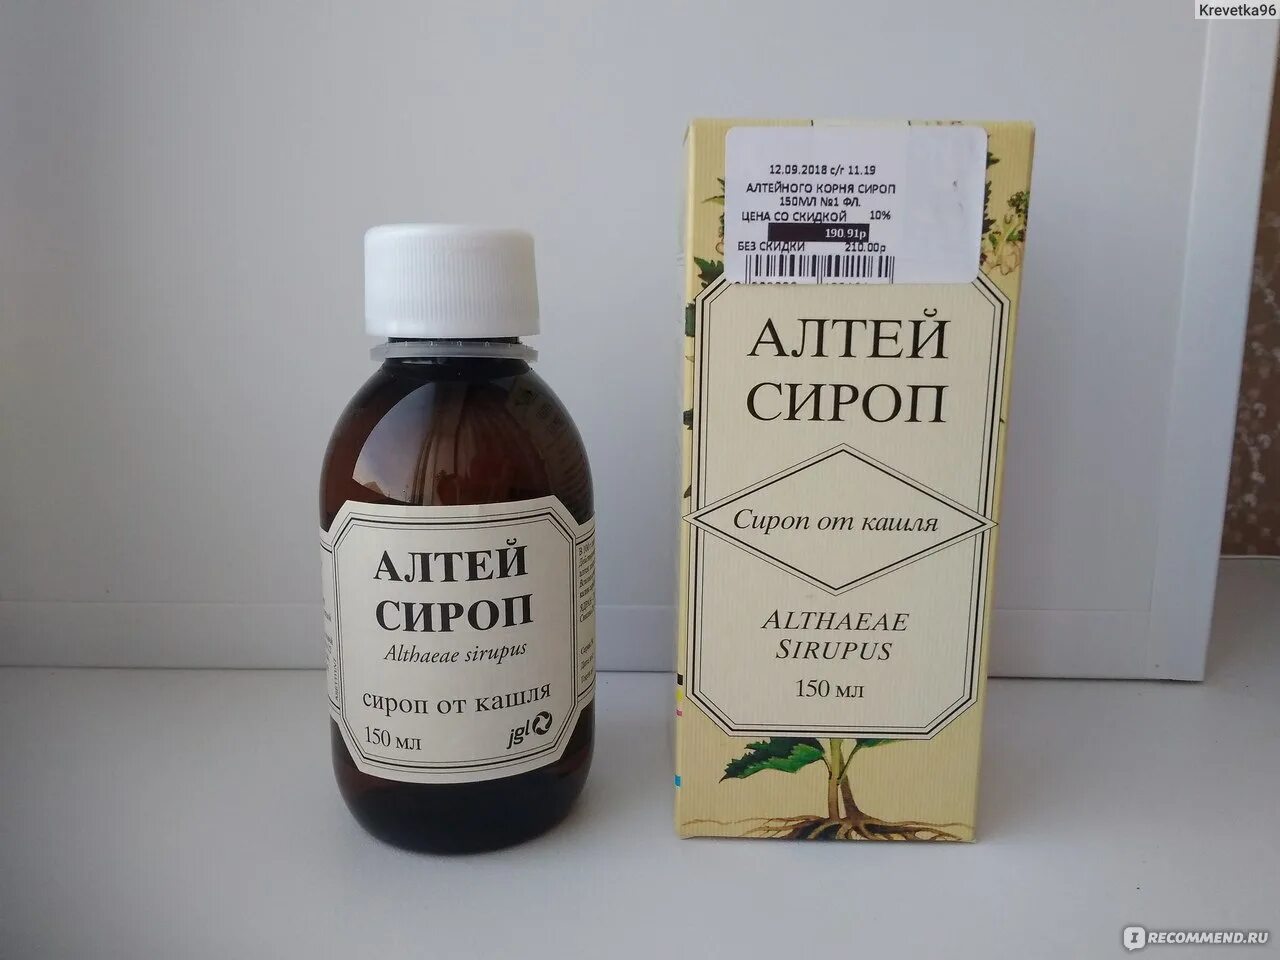 Krevetka96
12.09.2018 с/г 11.19
АЛТЕЙНОГО КОРНЯ СИРОП
150МЛ №1 ФЛ.
ЦЕНА СО СКИДКОЙ 10%
190.91р
БЕЗ СКИДКИ 210.00р
АЛТЕЙ
СИРОП
Сироп от кашля
ALTHAEAE
SIRUPUS
150 мл
АЛТЕЙ
СИРОП
Althaeae sirupus
сироп от кашля
150 мл
jgl
IRECOMMEND.RU